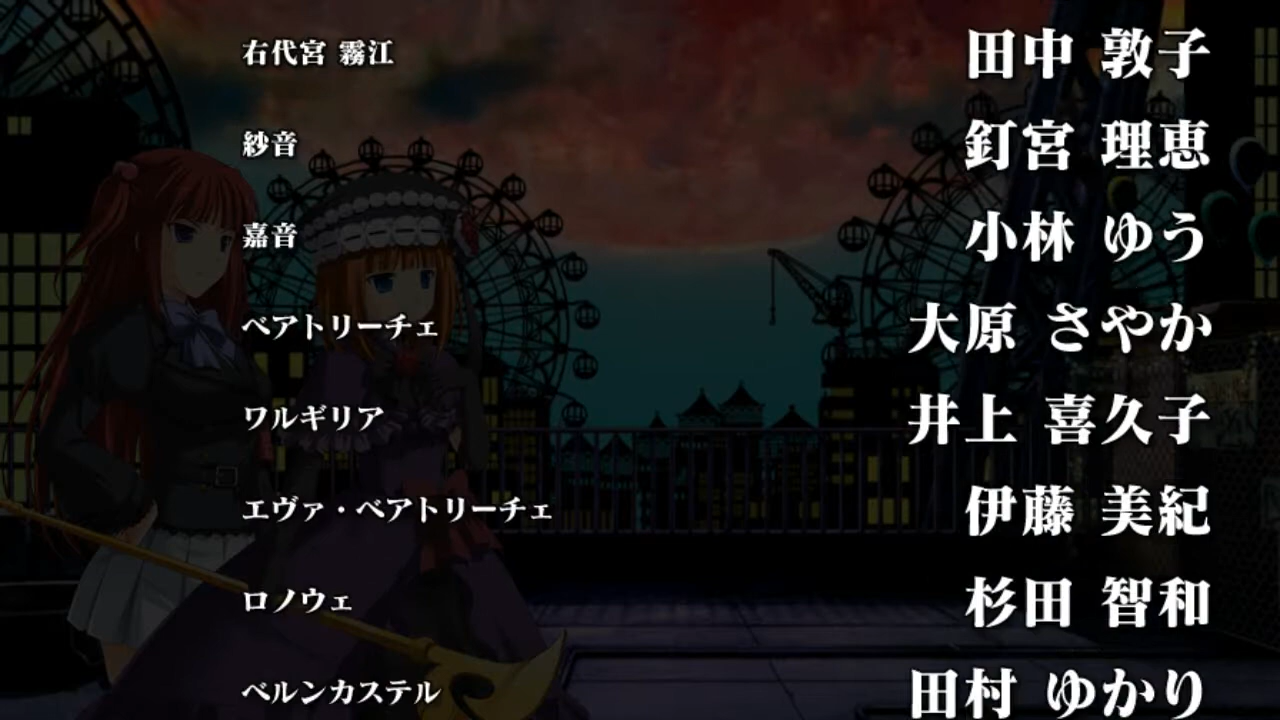 右代宮 霧江 田中 敦子
紗音 釘宮 理恵
嘉音 小林 ゆう
ベアトリーチェ 大原 さやか
ワルギリア 井上 喜久子
エヴァ・ベアトリーチェ 伊藤 美紀
ロノウェ 杉田 智和
ベルンカステル 田村 ゆかり